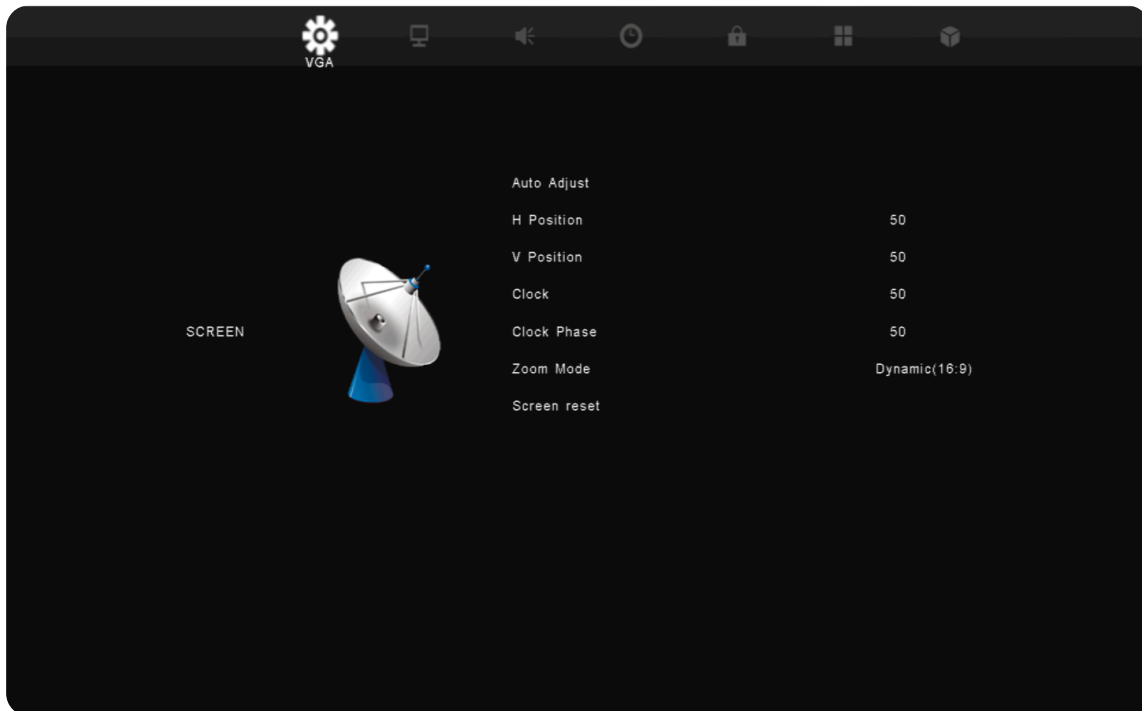 VGA
Auto Adjust
H Position 50
V Position 50
Clock 50
SCREEN
Clock Phase 50
Zoom Mode Dynamic(16:9)
Screen reset